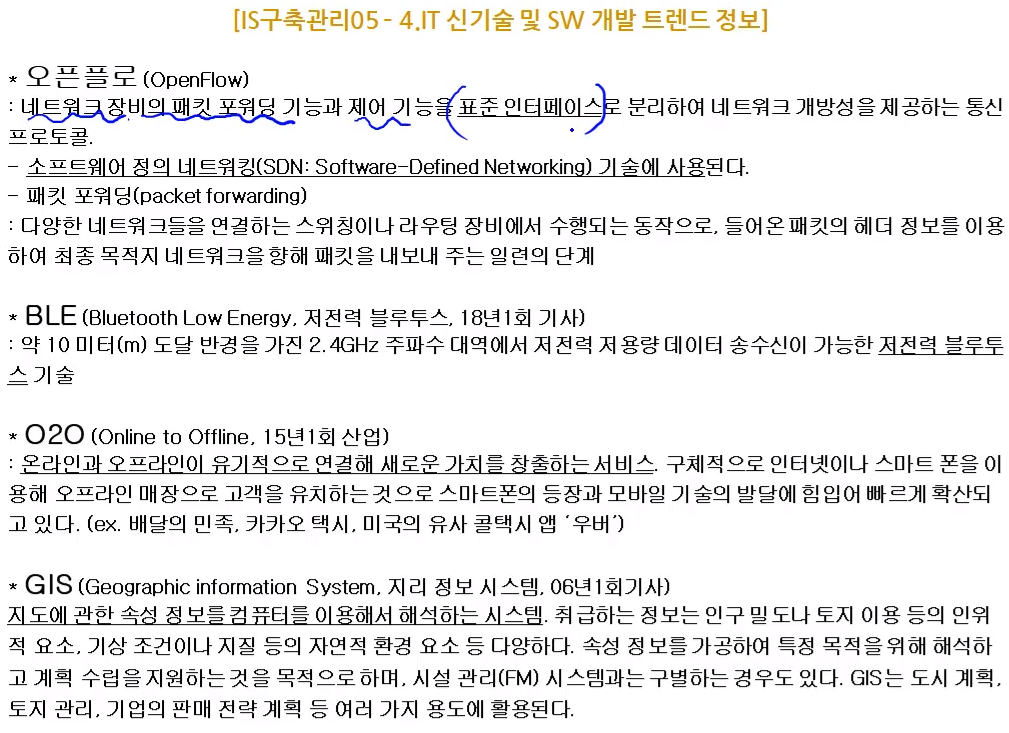 [IS구축관리05 - 4.IT 신기술 및 SW 개발 트렌드 정보]
* 오픈플로 (OpenFlow)
: 네트워크 장비의 패킷 포워딩 기능과 제어 기능을 표준 인터페이스로 분리하여 네트워크 개방성을 제공하는 통신
프로토콜.
- 소프트웨어 정의 네트워킹(SDN: Software-Defined Networking) 기술에 사용된다.
- 패킷 포워딩(packet forwarding)
: 다양한 네트워크들을 연결하는 스위칭이나 라우팅 장비에서 수행되는 동작으로, 들어온 패킷의 헤더 정보를 이용
하여 최종 목적지 네트워크을 향해 패킷을 내보내 주는 일련의 단계
* BLE (Bluetooth Low Energy, 저전력 블루투스, 18년1회 기사)
: 약 10 미터(m) 도달 반경을 가진 2.4GHz 주파수 대역에서 저전력 저용량 데이터 송수신이 가능한 저전력 블루투
스 기술
* O2O (Online to Offline, 15년1회 산업)
: 온라인과 오프라인이 유기적으로 연결해 새로운 가치를 창출하는 서비스. 구체적으로 인터넷이나 스마트 폰을 이
용해 오프라인 매장으로 고객을 유치하는 것으로 스마트폰의 등장과 모바일 기술의 발달에 힘입어 빠르게 확산되
고 있다. (ex. 배달의 민족, 카카오 택시, 미국의 유사 콜택시 앱 ‘우버’)
* GIS (Geographic information System, 지리 정보 시스템, 06년1회기사)
지도에 관한 속성 정보를 컴퓨터를 이용해서 해석하는 시스템. 취급하는 정보는 인구 밀도나 토지 이용 등의 인위
적 요소, 기상 조건이나 지질 등의 자연적 환경 요소 등 다양하다. 속성 정보를 가공하여 특정 목적을 위해 해석하
고 계획 수립을 지원하는 것을 목적으로 하며, 시설 관리(FM) 시스템과는 구별하는 경우도 있다. GIS는 도시 계획,
토지 관리, 기업의 판매 전략 계획 등 여러 가지 용도에 활용된다.